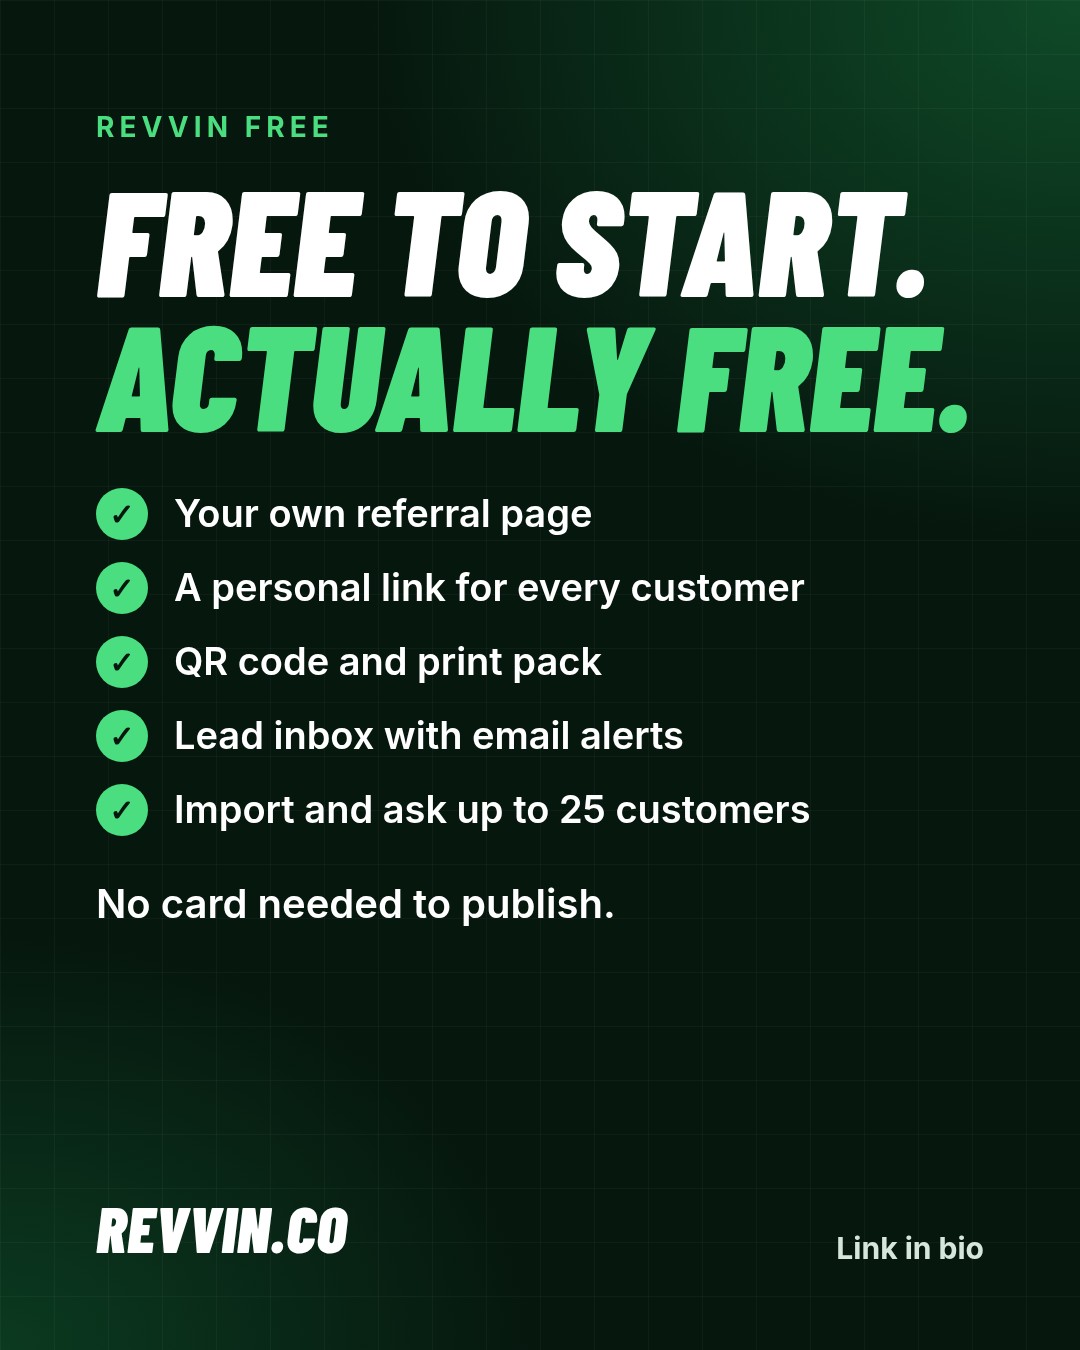 REVVIN FREE
FREE TO START.
ACTUALLY FREE.
✓ Your own referral page
✓ A personal link for every customer
✓ QR code and print pack
✓ Lead inbox with email alerts
✓ Import and ask up to 25 customers
No card needed to publish.
REVVIN.CO
Link in bio